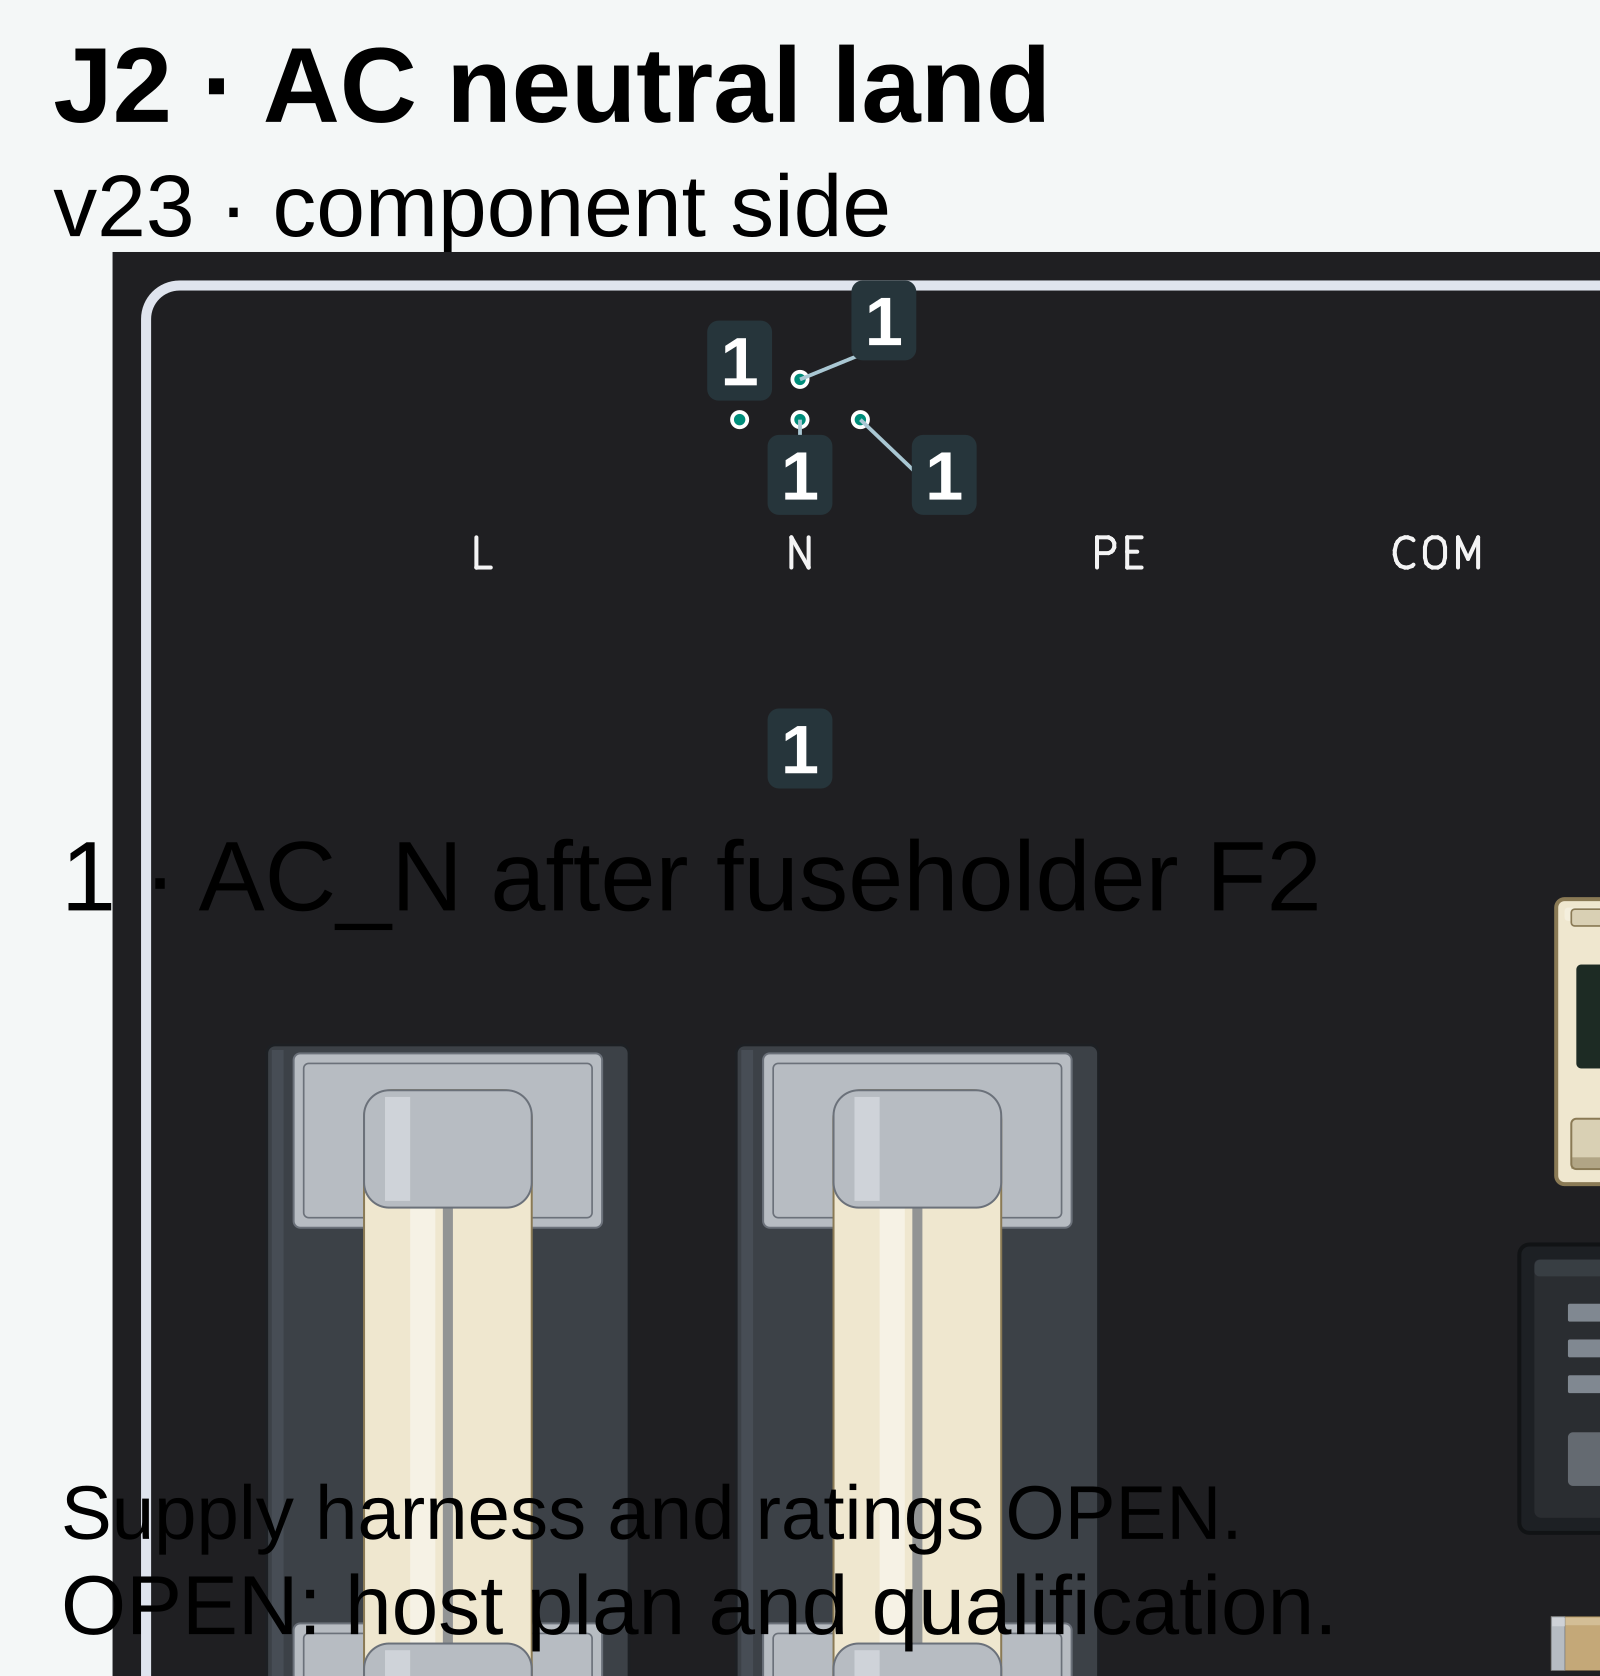 J2 · AC neutral land
v23 · component side
1
1
1
1
L N PE COM
1
1 · AC_N after fuseholder F2
Supply harness and ratings OPEN.
OPEN: host plan and qualification.